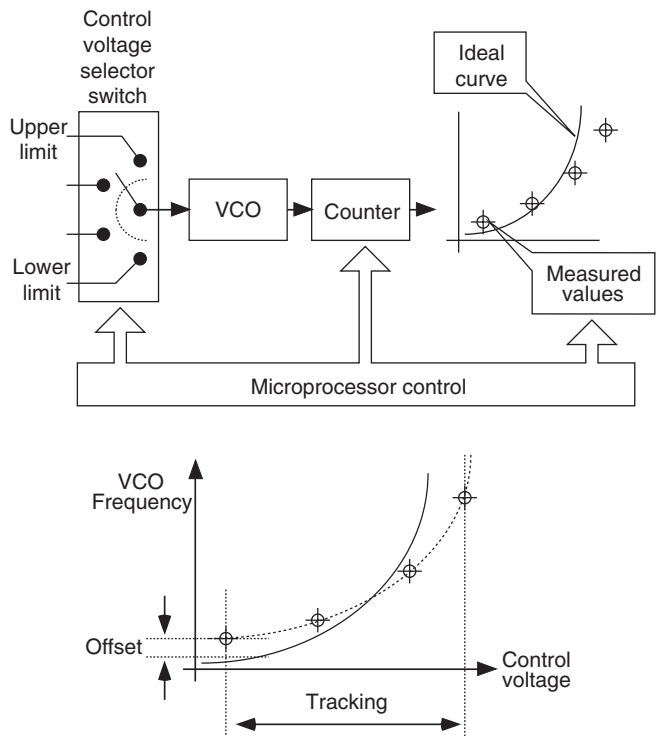 Control
voltage
selector
switch
Upper
limit
Lower
limit
VCO
Counter
Ideal
curve
Measured
values
Microprocessor control
VCO
Frequency
Offset
Control
voltage
Tracking